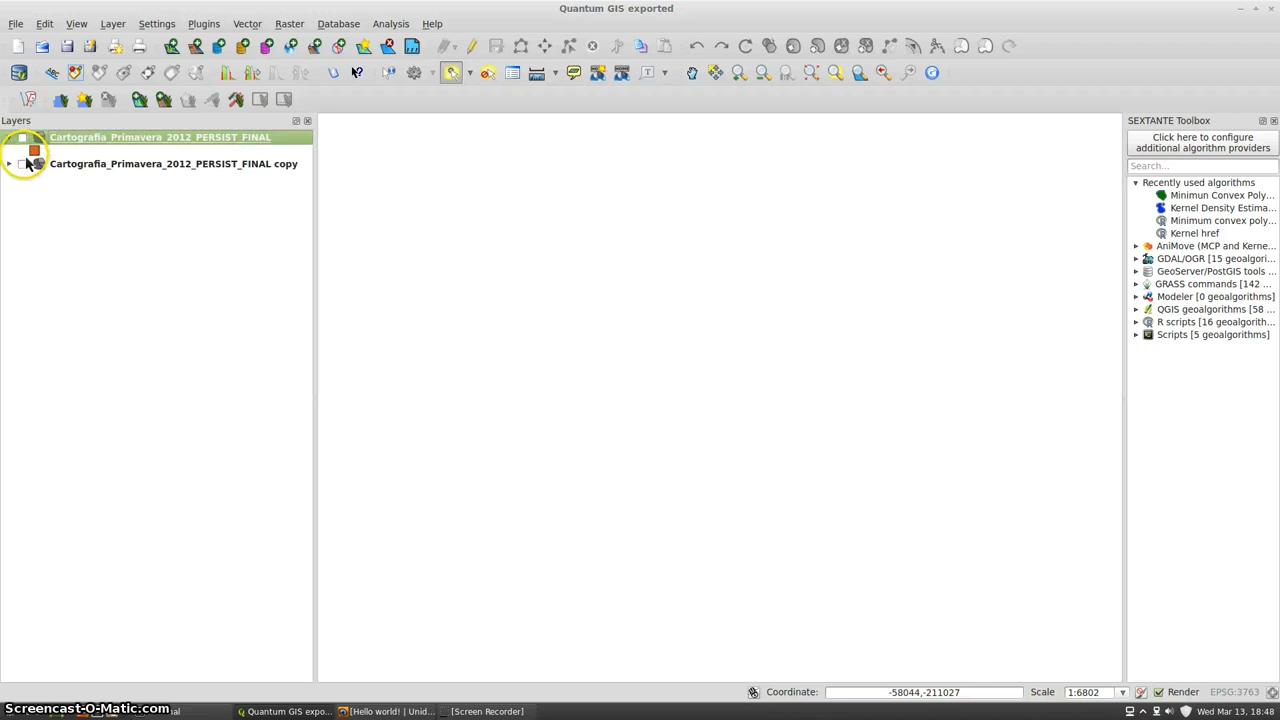 Quantum GIS exported
File Edit View Layer Settings Plugins Vector Raster Database Analysis Help
Layers
Cartografia_Primavera_2012_PERSIST_FINAL
Cartografia_Primavera_2012_PERSIST_FINAL copy
SEXTANTE Toolbox
Click here to configure
additional algorithm providers
Search...
Recently used algorithms
Minimun Convex Poly...
Kernel Density Estima...
Minimum convex poly...
Kernel href
AniMove (MCP and Kerne...
GDAL/OGR [15 geoalgori...
GeoServer/PostGIS tools ...
GRASS commands [142 ...
Modeler [0 geoalgorithms]
QGIS geoalgorithms [58 ...
R scripts [16 geoalgorith...
Scripts [5 geoalgorithms]
Coordinate: -58044,-211027 Scale 1:6802 Render EPSG:3763
Screencast-O-Matic.com
Quantum GIS expo... [Hello world! | Unid... [Screen Recorder] Wed Mar 13, 18:48